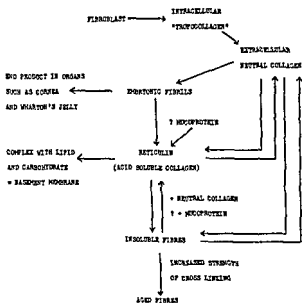 FIBROBLAST
INTRACELLULAR
"TROPOCOLLAGEN"
EXTRACELLULAR
NEUTRAL COLLAGEN
END PRODUCT IN ORGANS
SUCH AS CORNEA
AND WHARTON'S JELLY
EMBRYONIC FIBRILS
? MUCOPROTEIN
COMPLEX WITH LIPID
AND CARBOHYDRATE
= BASEMENT MEMBRANE
RETICULIN
(ACID SOLUBLE COLLAGEN)
+ NEUTRAL COLLAGEN
? + MUCOPROTEIN
INSOLUBLE FIBRES
INCREASED STRENGTH
OF CROSS LINKING
AGED FIBRES